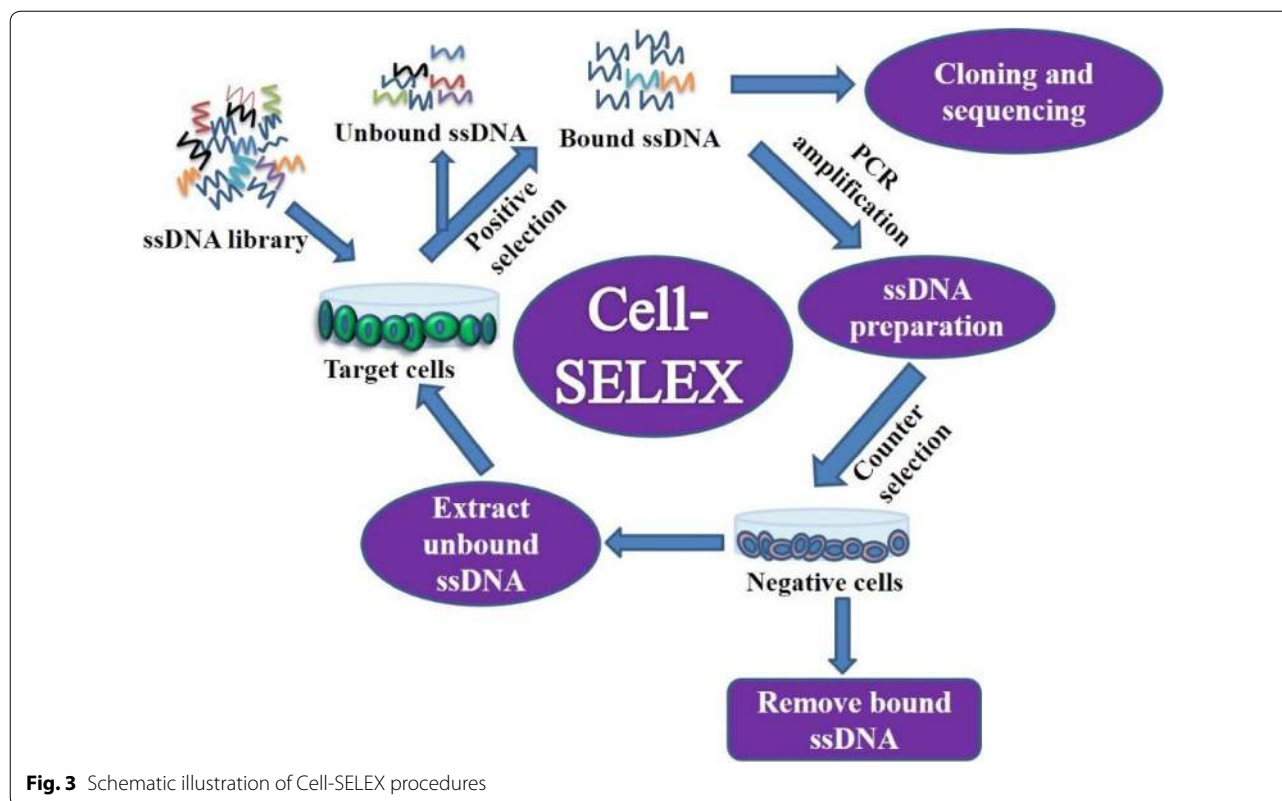 ssDNA library
Unbound ssDNA
Bound ssDNA
Cloning and
sequencing
Positive
selection
PCR
amplification
Target cells
Cell-
SELEX
ssDNA
preparation
Counter
selection
Extract
unbound
ssDNA
Negative cells
Remove bound
ssDNA
Fig. 3 Schematic illustration of Cell-SELEX procedures